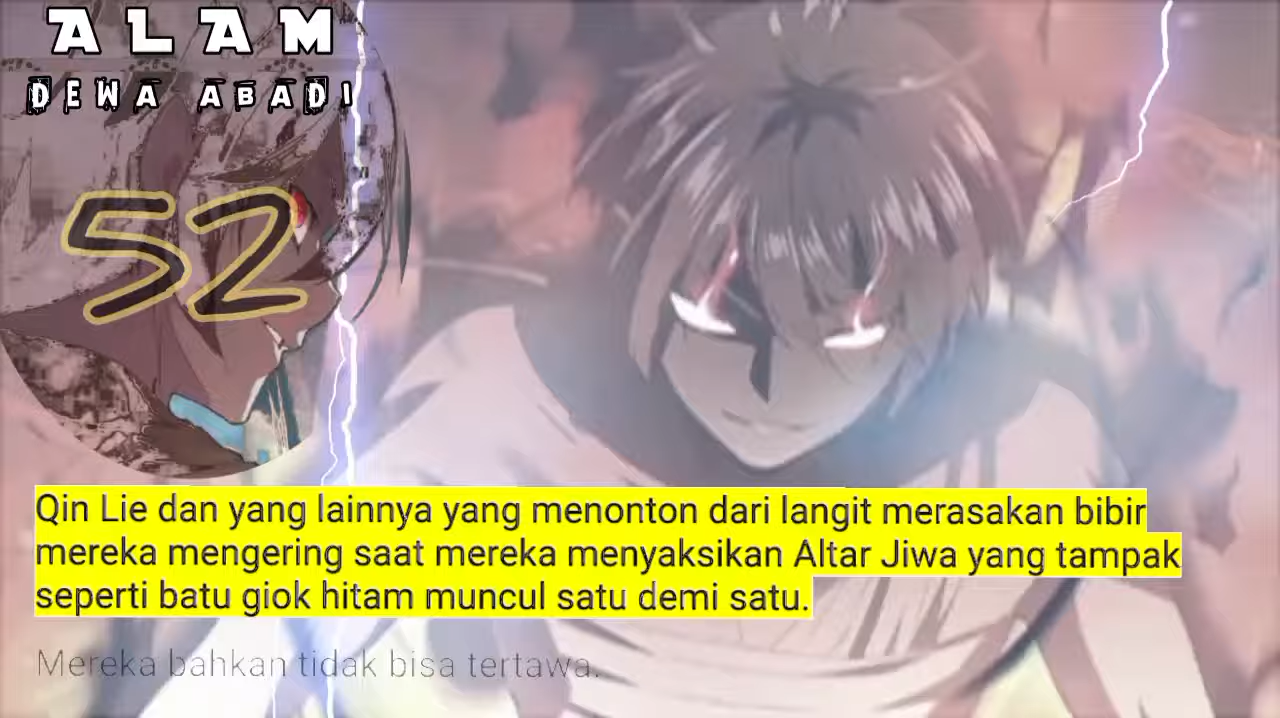 ALAM
DEWA ABADI
52
Qin Lie dan yang lainnya yang menonton dari langit merasakan bibir
mereka mengering saat mereka menyaksikan Altar Jiwa yang tampak
seperti batu giok hitam muncul satu demi satu.
Mereka bahkan tidak bisa tertawa.